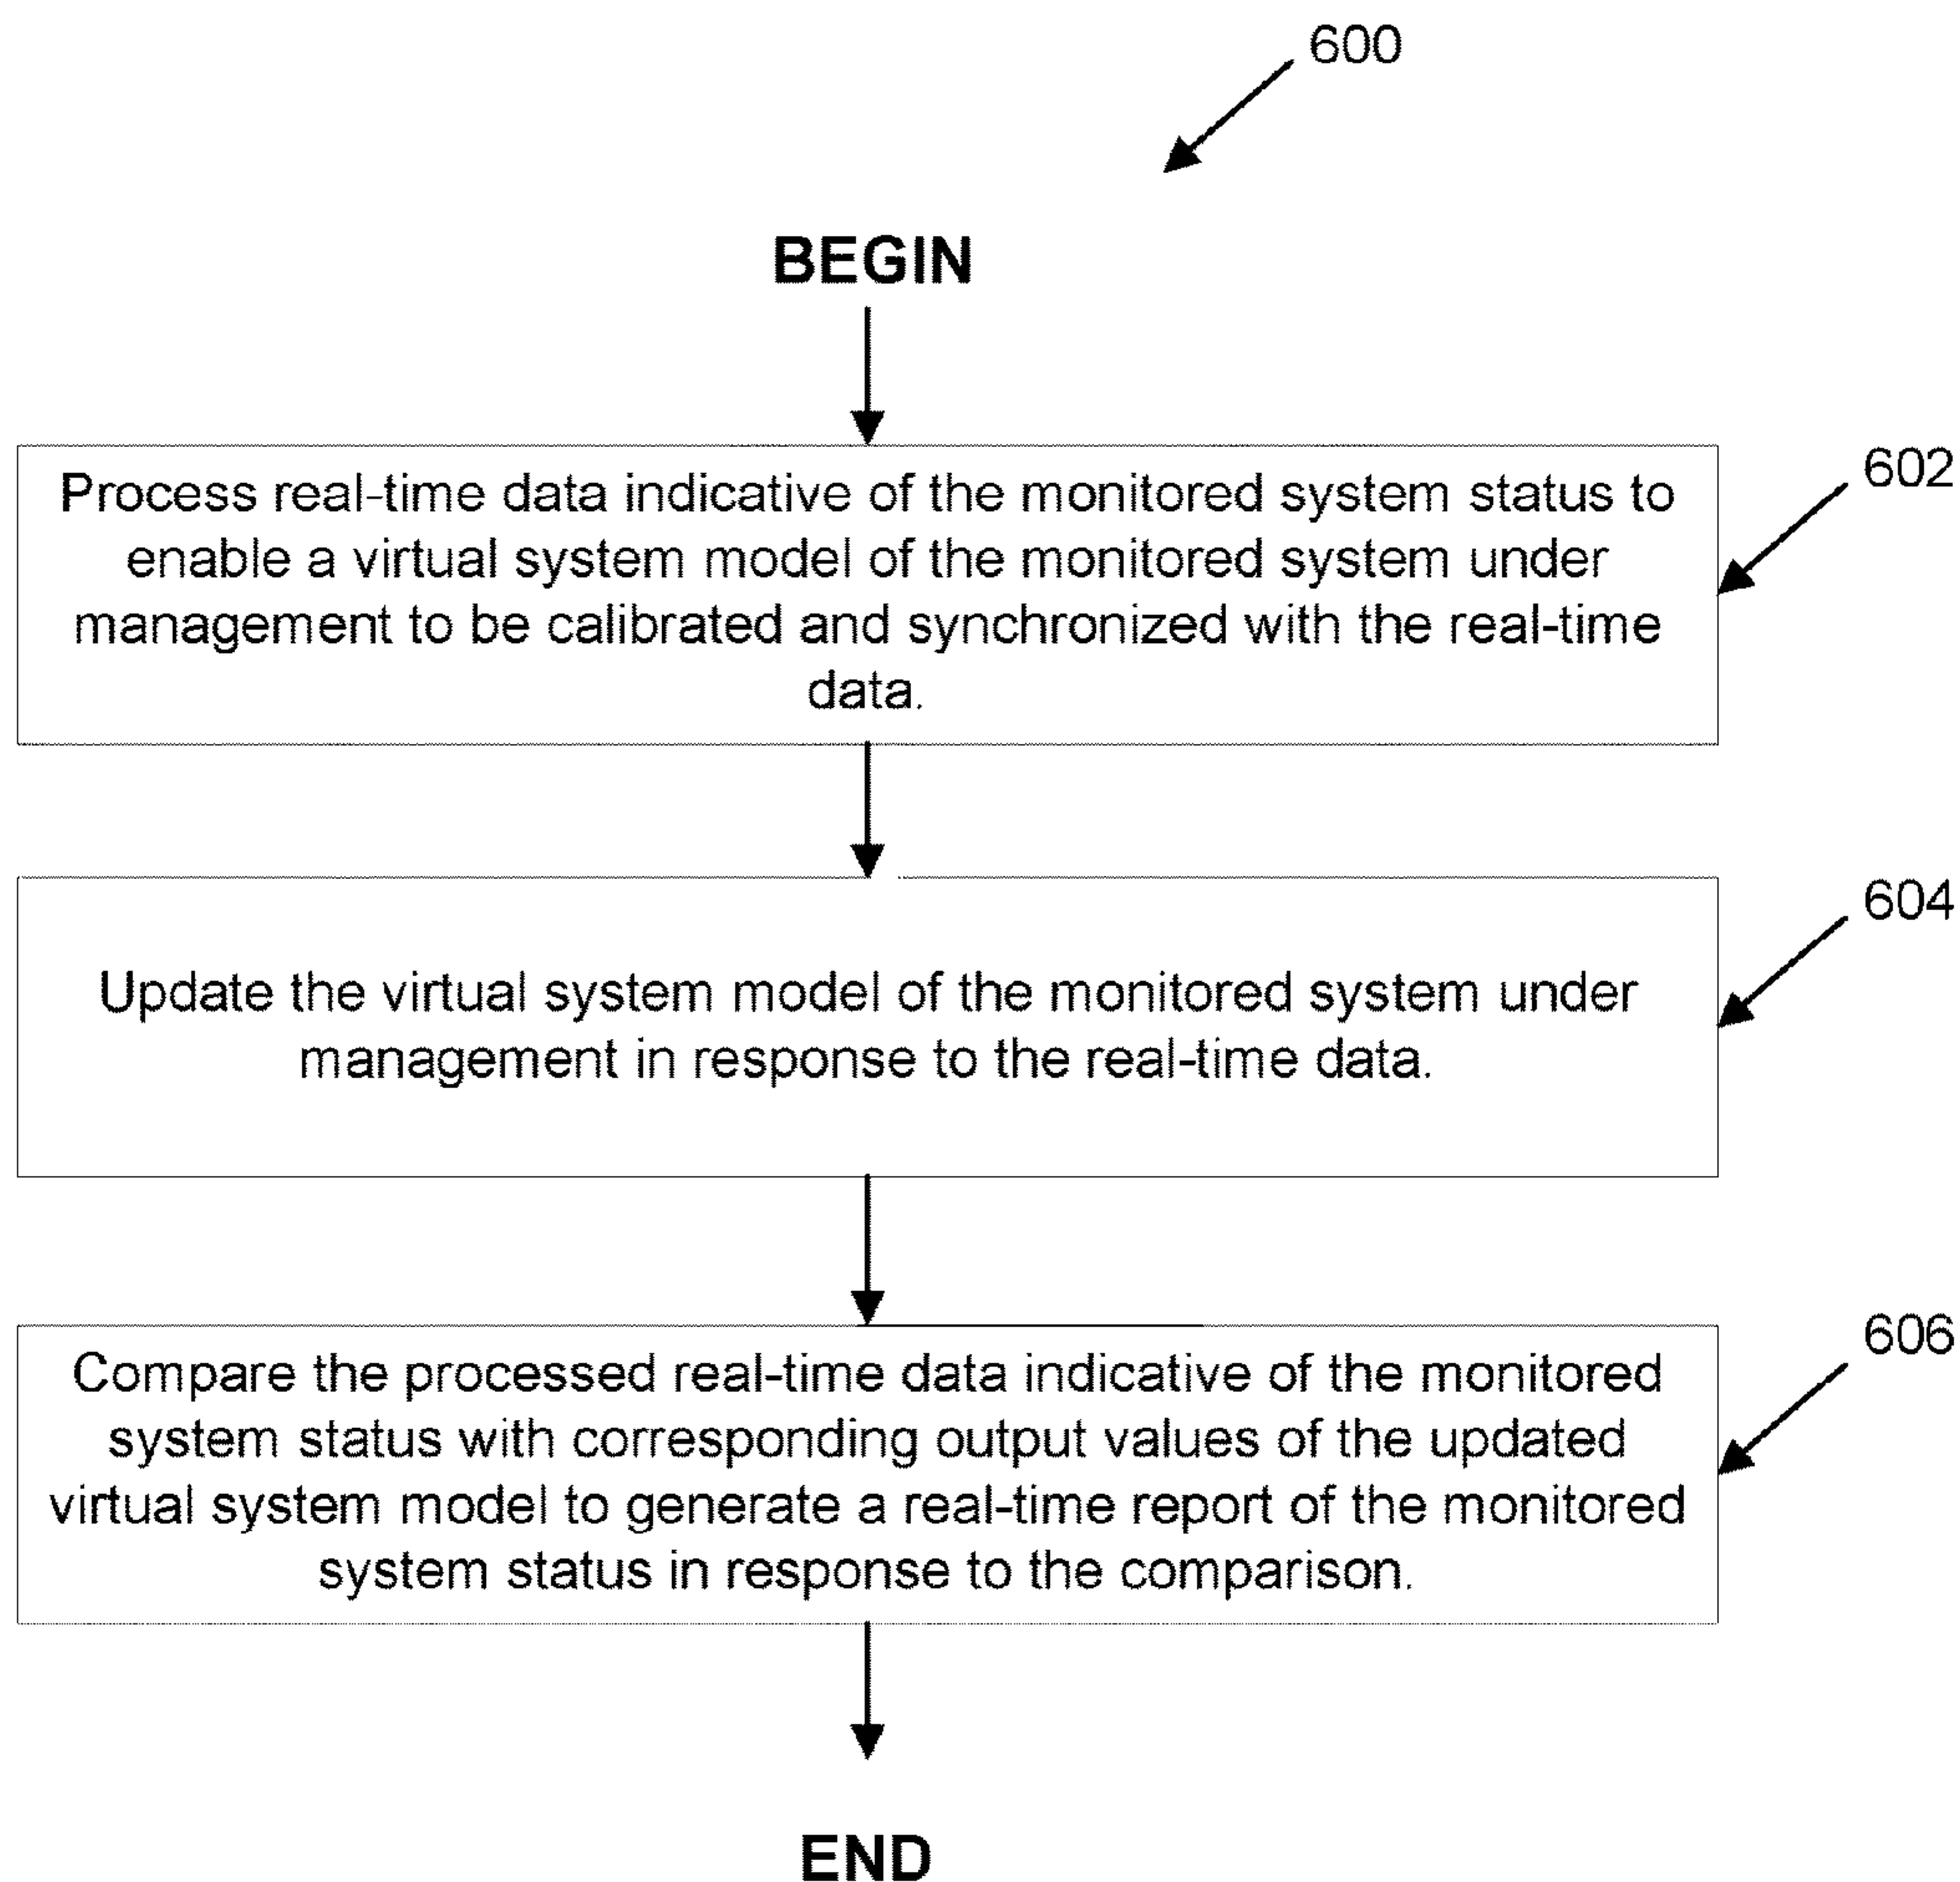 600
BEGIN
602
Process real-time data indicative of the monitored system status to
enable a virtual system model of the monitored system under
management to be calibrated and synchronized with the real-time
data.
604
Update the virtual system model of the monitored system under
management in response to the real-time data.
606
Compare the processed real-time data indicative of the monitored
system status with corresponding output values of the updated
virtual system model to generate a real-time report of the monitored
system status in response to the comparison.
END